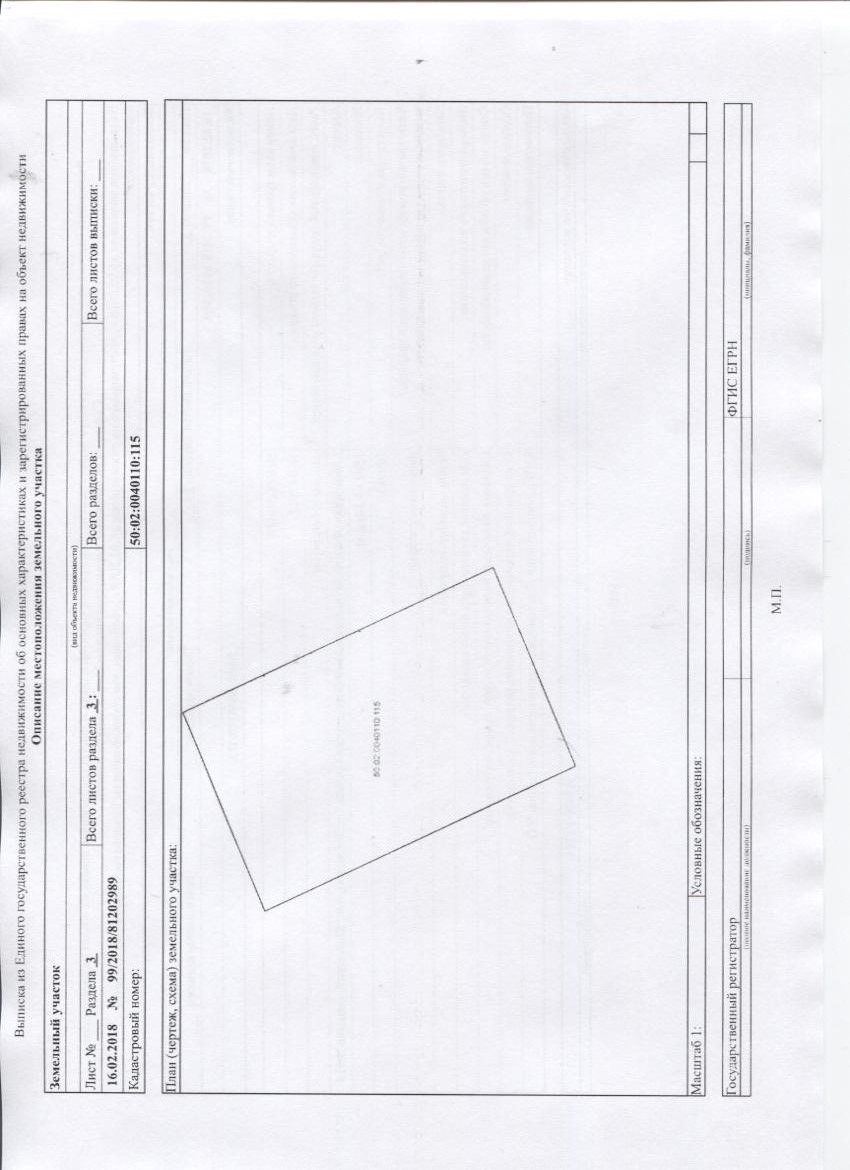 Выписка из Единого государственного реестра недвижимости об основных характеристиках и зарегистрированных правах на объект недвижимости
Описание местоположения земельного участка
Земельный участок
(вид объекта недвижимости)
Лист № ___ Раздела 3 Всего листов раздела 3 : ___ Всего разделов: ___ Всего листов выписки: ___
16.02.2018 № 99/2018/81202989
Кадастровый номер: 50:02:0040110:115
План (чертеж, схема) земельного участка:
50:02:0040110:115
Масштаб 1: Условные обозначения:
Государственный регистратор ФГИС ЕГРН
(полное наименование должности) (подпись) (инициалы, фамилия)
М.П.